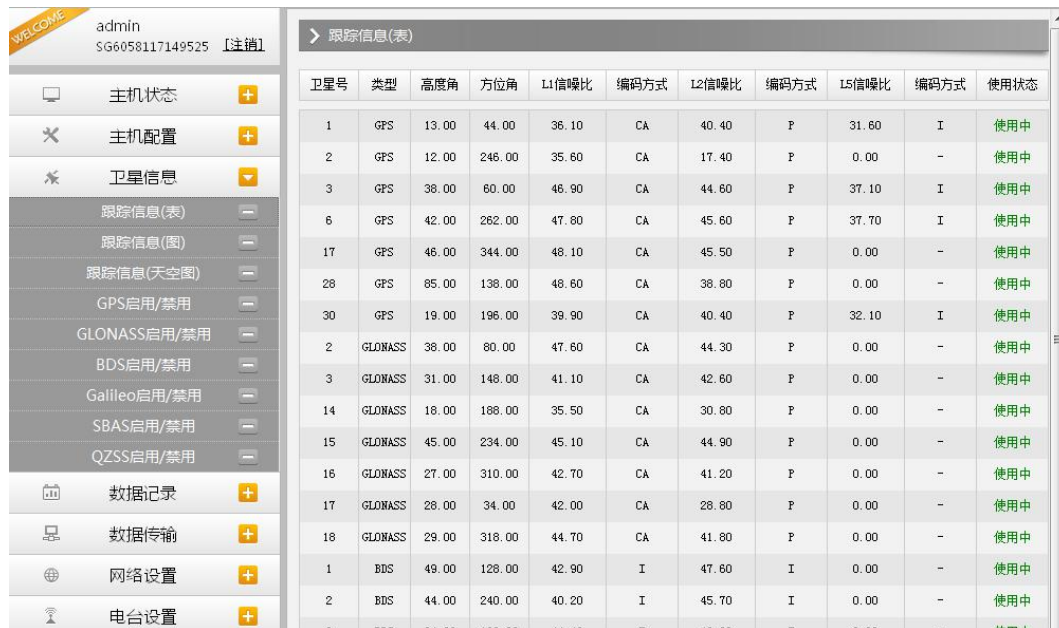 WELCOME
admin
SG6058117149525 [注销]
主机状态
主机配置
卫星信息
跟踪信息(表)
跟踪信息(图)
跟踪信息(天空图)
GPS启用/禁用
GLONASS启用/禁用
BDS启用/禁用
Galileo启用/禁用
SBAS启用/禁用
QZSS启用/禁用
数据记录
数据传输
网络设置
电台设置
跟踪信息(表)
卫星号 类型 高度角 方位角 L1信噪比 编码方式 L2信噪比 编码方式 L5信噪比 编码方式 使用状态
1 GPS 13.00 44.00 36.10 CA 40.40 P 31.60 I 使用中
2 GPS 12.00 246.00 35.60 CA 17.40 P 0.00 - 使用中
3 GPS 38.00 60.00 46.90 CA 44.60 P 37.10 I 使用中
6 GPS 42.00 262.00 47.80 CA 45.60 P 37.70 I 使用中
17 GPS 46.00 344.00 48.10 CA 45.50 P 0.00 - 使用中
28 GPS 85.00 138.00 48.60 CA 38.80 P 0.00 - 使用中
30 GPS 19.00 196.00 39.90 CA 40.40 P 32.10 I 使用中
2 GLONASS 38.00 80.00 47.60 CA 44.30 P 0.00 - 使用中
3 GLONASS 31.00 148.00 41.10 CA 42.60 P 0.00 - 使用中
14 GLONASS 18.00 188.00 35.50 CA 30.80 P 0.00 - 使用中
15 GLONASS 45.00 234.00 45.10 CA 44.90 P 0.00 - 使用中
16 GLONASS 27.00 310.00 42.70 CA 41.20 P 0.00 - 使用中
17 GLONASS 28.00 34.00 42.00 CA 28.80 P 0.00 - 使用中
18 GLONASS 29.00 318.00 44.70 CA 41.80 P 0.00 - 使用中
1 BDS 49.00 128.00 42.90 I 47.60 I 0.00 - 使用中
2 BDS 44.00 240.00 40.20 I 45.70 I 0.00 - 使用中